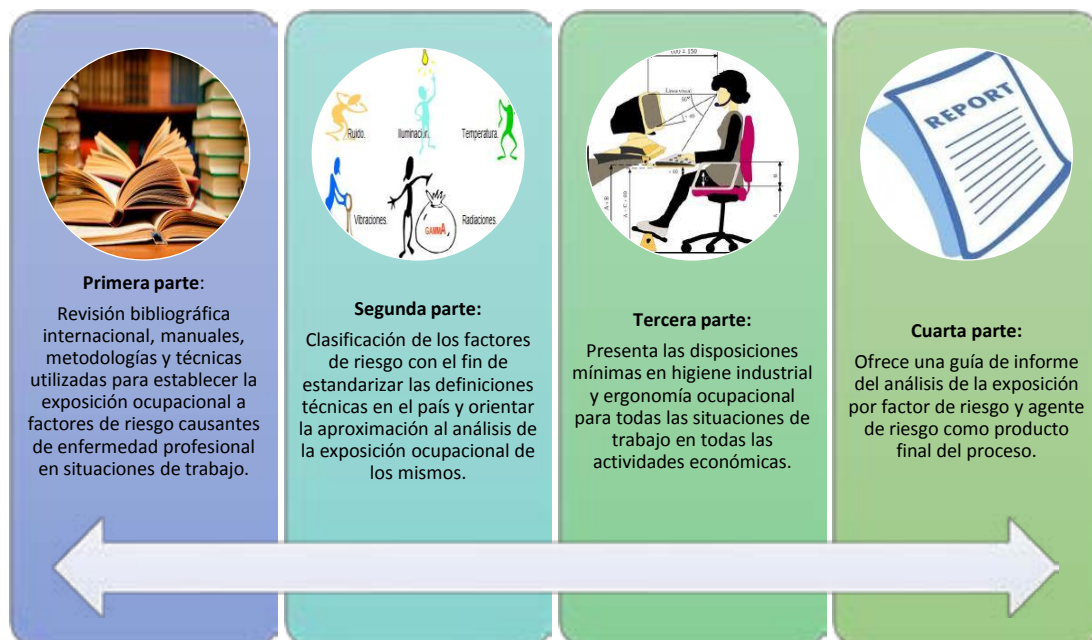 Primera parte:
Revisión bibliográfica
internacional, manuales,
metodologías y técnicas
utilizadas para establecer la
exposición ocupacional a
factores de riesgo causantes
de enfermedad profesional
en situaciones de trabajo.
Ruido.
Iluminación.
Temperatura.
Vibraciones.
Radiaciones.
GAMMA
Segunda parte:
Clasificación de los factores
de riesgo con el fin de
estandarizar las definiciones
técnicas en el país y orientar
la aproximación al análisis de
la exposición ocupacional de
los mismos.
Tercera parte:
Presenta las disposiciones
mínimas en higiene industrial
y ergonomía ocupacional
para todas las situaciones de
trabajo en todas las
actividades económicas.
REPORT
Cuarta parte:
Ofrece una guía de informe
del análisis de la exposición
por factor de riesgo y agente
de riesgo como producto
final del proceso.